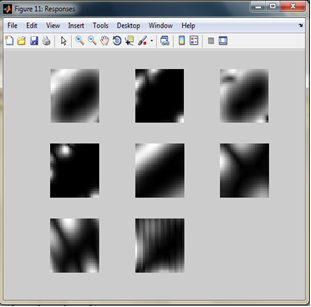 Figure 11: Responses
File Edit View Insert Tools Desktop Window Help